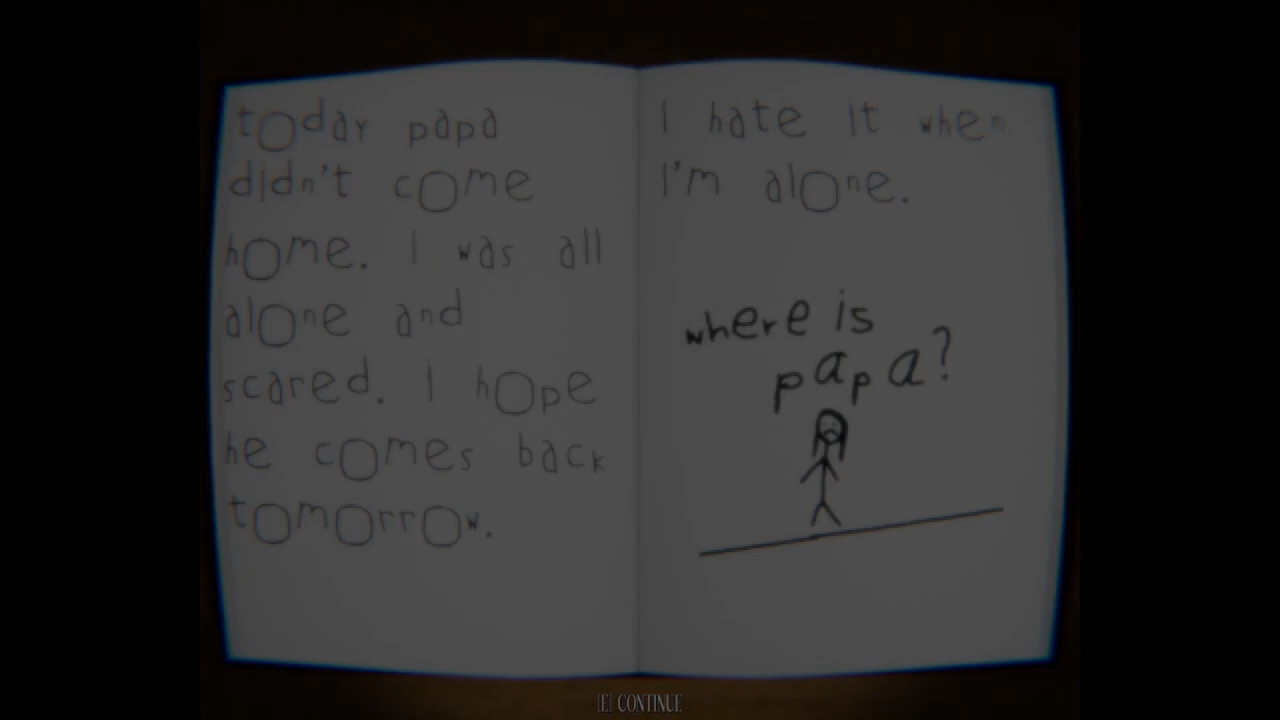 today papa
didn't come
home. I was all
alone and
scared. I hope
he comes back
tomorrow.
I hate it when
I'm alone.
where is
papa?
[E] CONTINUE